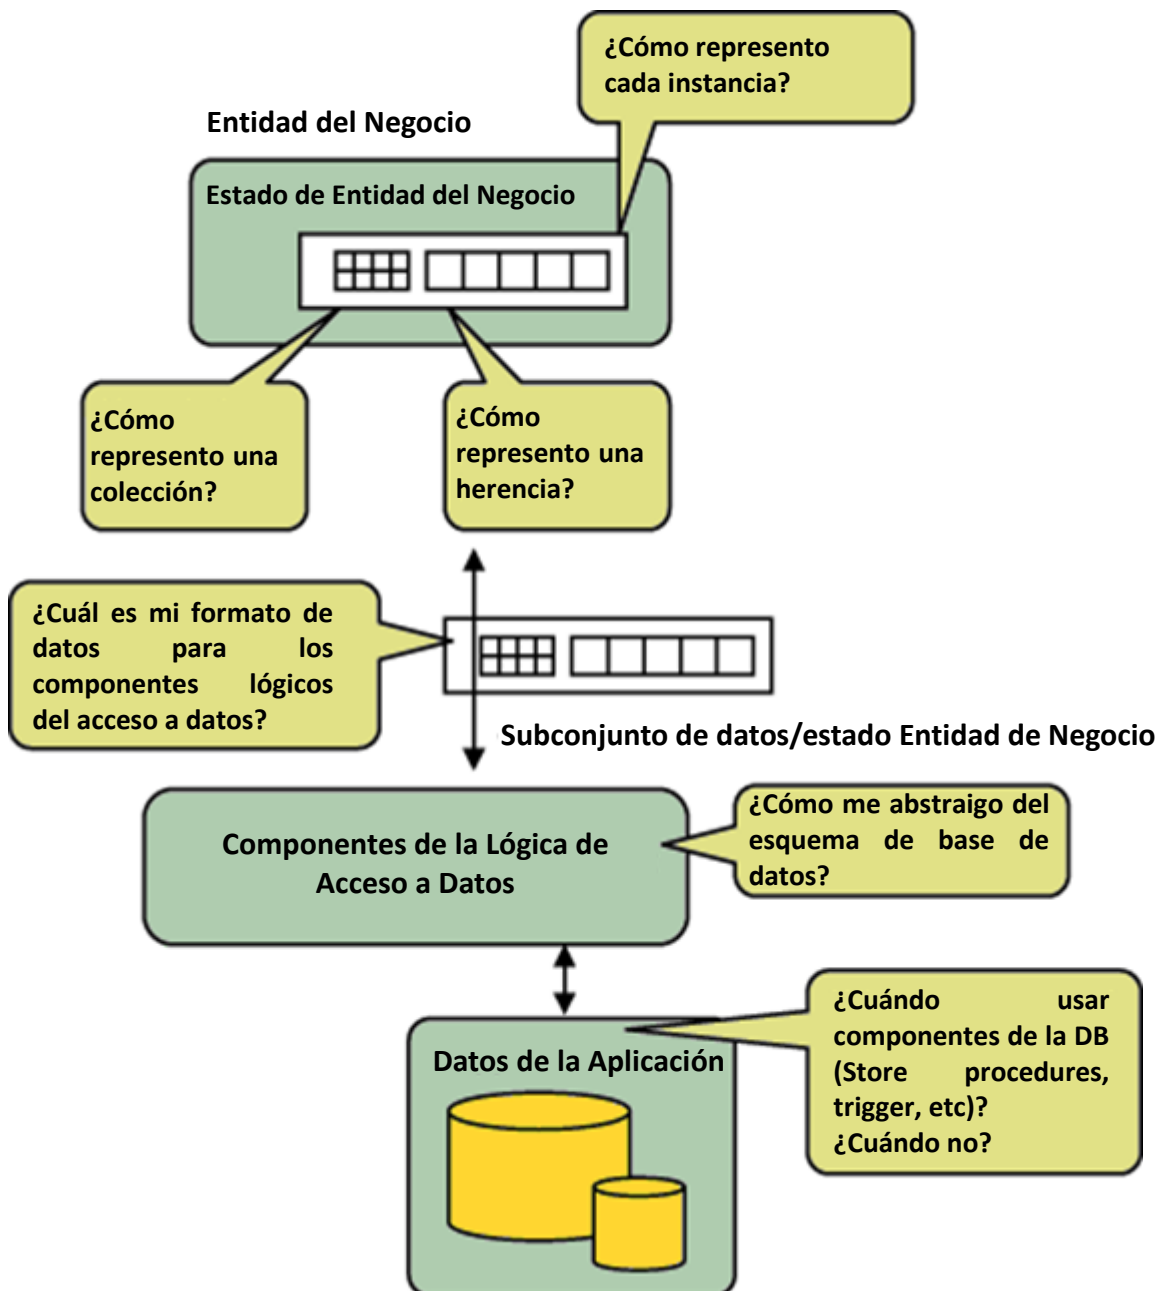 ¿Cómo represento
cada instancia?
Entidad del Negocio
Estado de Entidad del Negocio
¿Cómo
represento una
colección?
¿Cómo
represento una
herencia?
¿Cuál es mi formato de
datos para los
componentes lógicos
del acceso a datos?
Subconjunto de datos/estado Entidad de Negocio
Componentes de la Lógica de
Acceso a Datos
¿Cómo me abstraigo del
esquema de base de
datos?
Datos de la Aplicación
¿Cuándo usar
componentes de la DB
(Store procedures,
trigger, etc)?
¿Cuándo no?